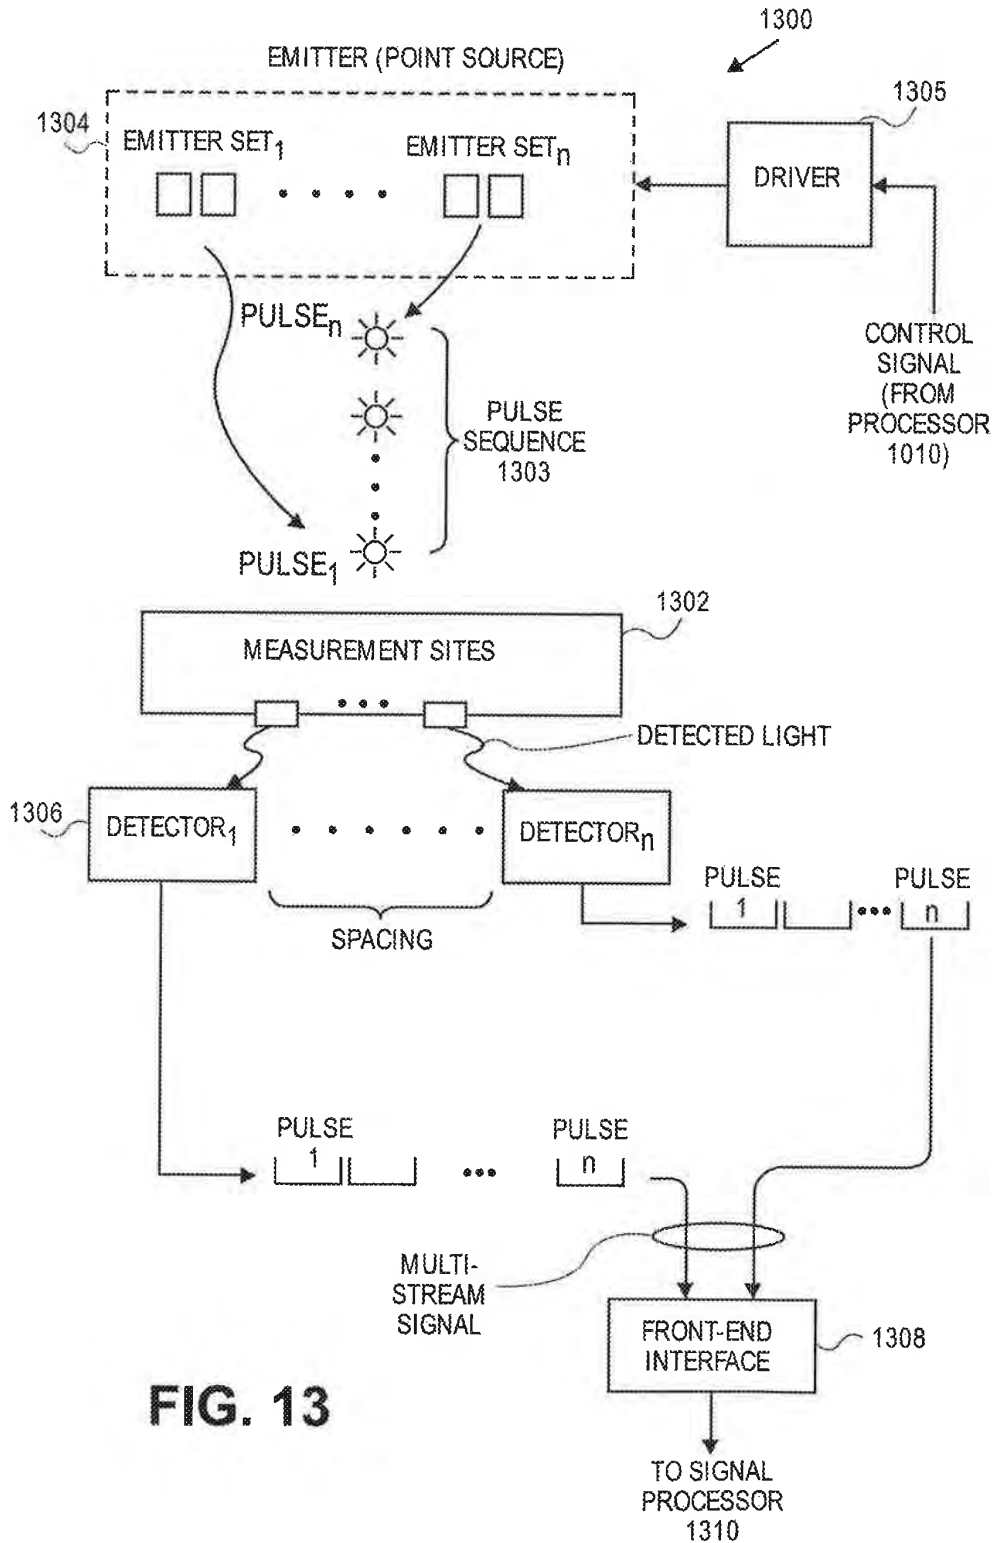 1300
EMITTER (POINT SOURCE)
1304
1305
EMITTER SET1
EMITTER SETn
DRIVER
PULSEn
CONTROL
SIGNAL
(FROM
PROCESSOR
1010)
PULSE
SEQUENCE
1303
PULSE1
1302
MEASUREMENT SITES
DETECTED LIGHT
1306
DETECTOR1
DETECTORn
SPACING
PULSE
1
PULSE
n
PULSE
1
PULSE
n
MULTI-
STREAM
SIGNAL
FRONT-END
INTERFACE
1308
FIG. 13
TO SIGNAL
PROCESSOR
1310